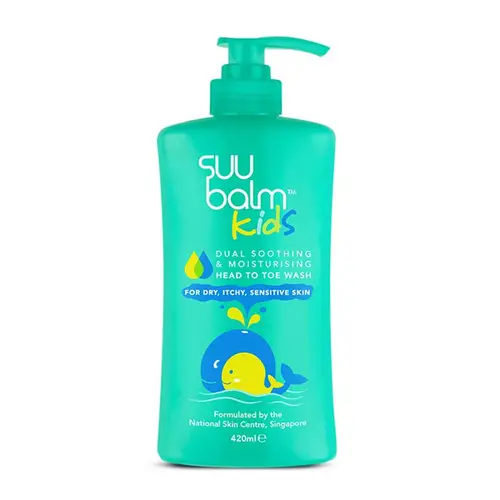 SUU
balm™
kids
DUAL SOOTHING
& MOISTURISING
HEAD TO TOE WASH
FOR DRY, ITCHY, SENSITIVE SKIN
Formulated by the
National Skin Centre, Singapore
420ml℮